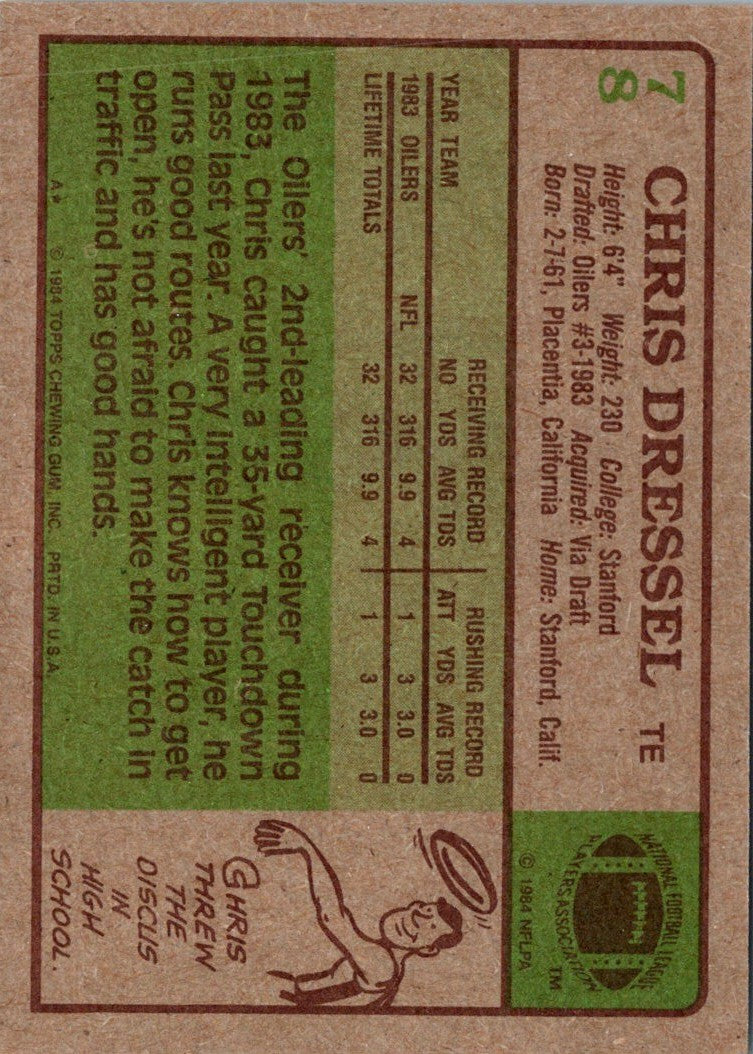 78
CHRIS DRESSEL TE
Height: 6'4" Weight: 230 College: Stanford
Drafted: Oilers #3-1983 Acquired: Via Draft
Born: 2-7-61, Placentia, California Home: Stanford, Calif.
NATIONAL FOOTBALL LEAGUE
PLAYERS ASSOCIATION
TM
© 1984 NFLPA
RECEIVING RECORD RUSHING RECORD
YEAR TEAM NO YDS AVG TDS ATT YDS AVG TDS
1983 OILERS NFL 32 316 9.9 4 1 3 3.0 0
LIFETIME TOTALS 32 316 9.9 4 1 3 3.0 0
The Oilers' 2nd-leading receiver during
1983, Chris caught a 35-yard Touchdown
Pass last year. A very intelligent player, he
runs good routes. Chris knows how to get
open, he's not afraid to make the catch in
traffic and has good hands.
A.* © 1984 TOPPS CHEWING GUM, INC. PRTD. IN U.S.A.
CHRIS
THREW
THE
DISCUS
IN
HIGH
SCHOOL.